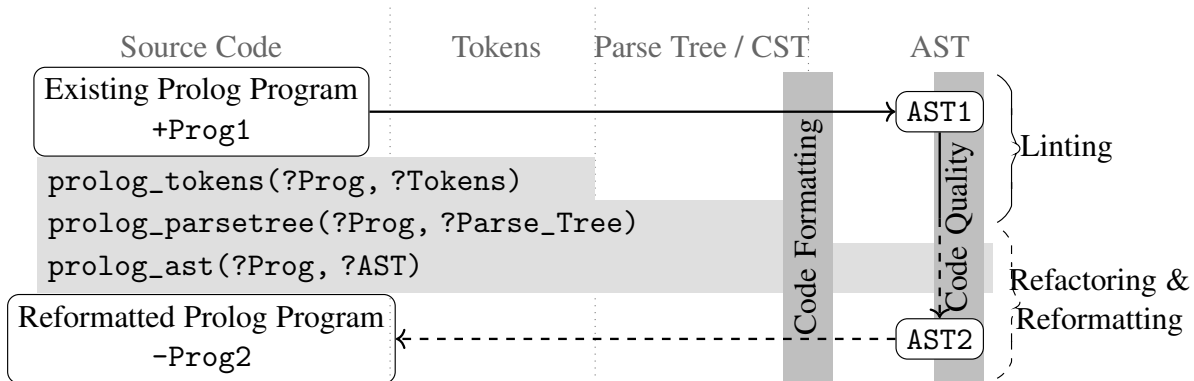 Source Code
Tokens
Parse Tree / CST
AST
Existing Prolog Program
+Prog1
AST1
Linting
prolog_tokens(?Prog, ?Tokens)
prolog_parsetree(?Prog, ?Parse_Tree)
prolog_ast(?Prog, ?AST)
Code Formatting
Code Quality
Refactoring &
Reformatting
Reformatted Prolog Program
-Prog2
AST2